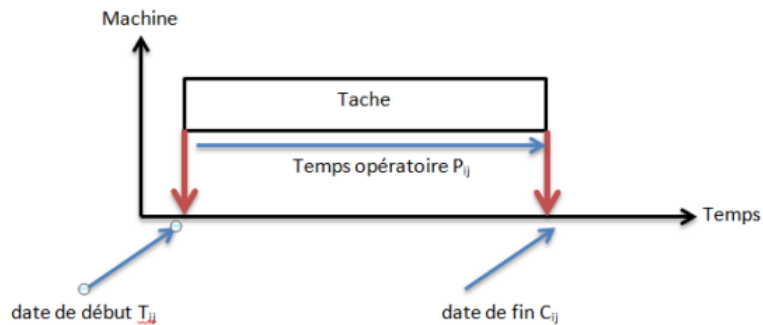 Machine
Tache
Temps opératoire Pij
Temps
date de début Tij
date de fin Cij